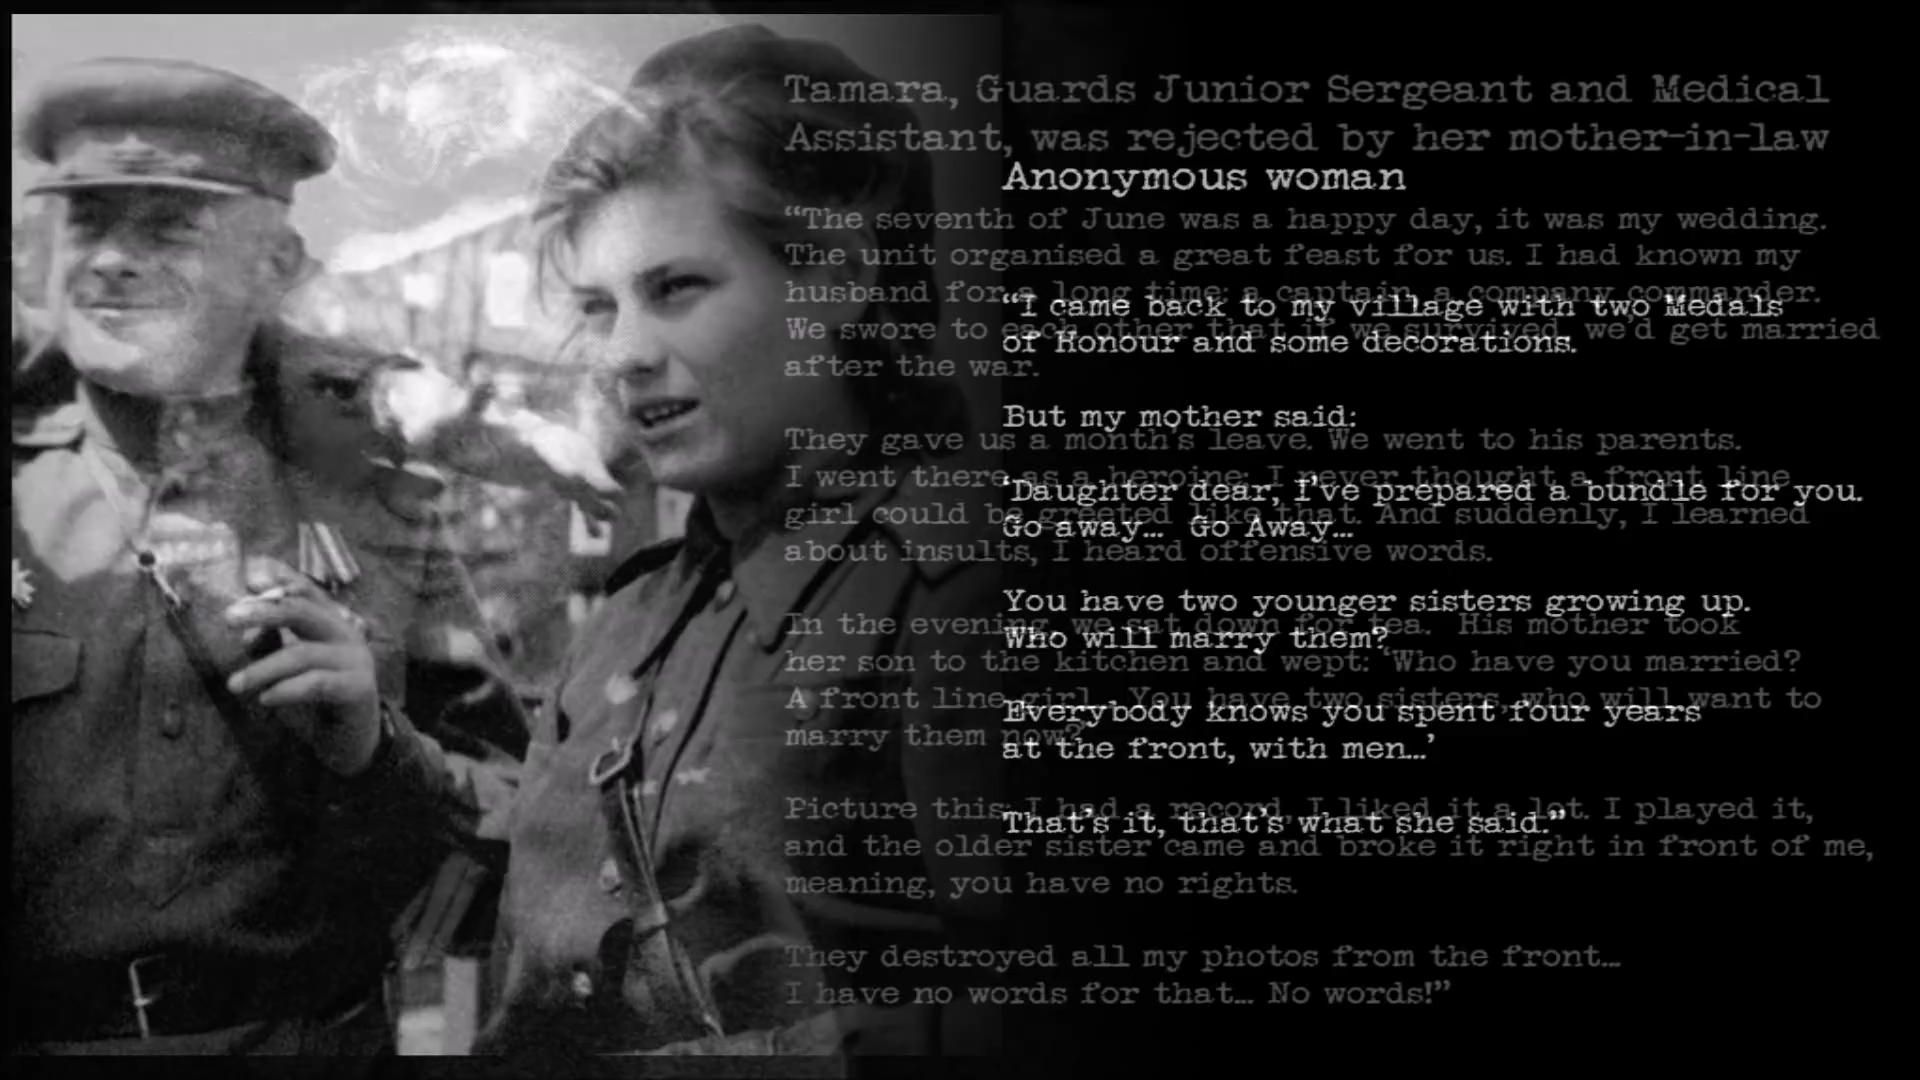 Tamara, Guards Junior Sergeant and Medical
Assistant, was rejected by her mother-in-law
“The seventh of June was a happy day, it was my wedding.
The unit organised a great feast for us. I had known my
husband for a long time: a captain, a company commander.
We swore to each other that if we survived, we’d get married
after the war.
They gave us a month’s leave. We went to his parents.
I went there as a heroine; I never thought a front line
girl could be greeted like that. And suddenly, I learned
about insults, I heard offensive words.
In the evening, we sat down for tea. His mother took
her son to the kitchen and wept: ‘Who have you married?
A front line girl... You have two sisters, who will want to
marry them now?’
Picture this: I had a record, I liked it a lot. I played it,
and the older sister came and broke it right in front of me,
meaning, you have no rights.
They destroyed all my photos from the front…
I have no words for that… No words!”
Anonymous woman
“I came back to my village with two Medals
of Honour and some decorations.
But my mother said:
‘Daughter dear, I’ve prepared a bundle for you.
Go away… Go Away…
You have two younger sisters growing up.
Who will marry them?
Everybody knows you spent four years
at the front, with men…’
That’s it, that’s what she said.”